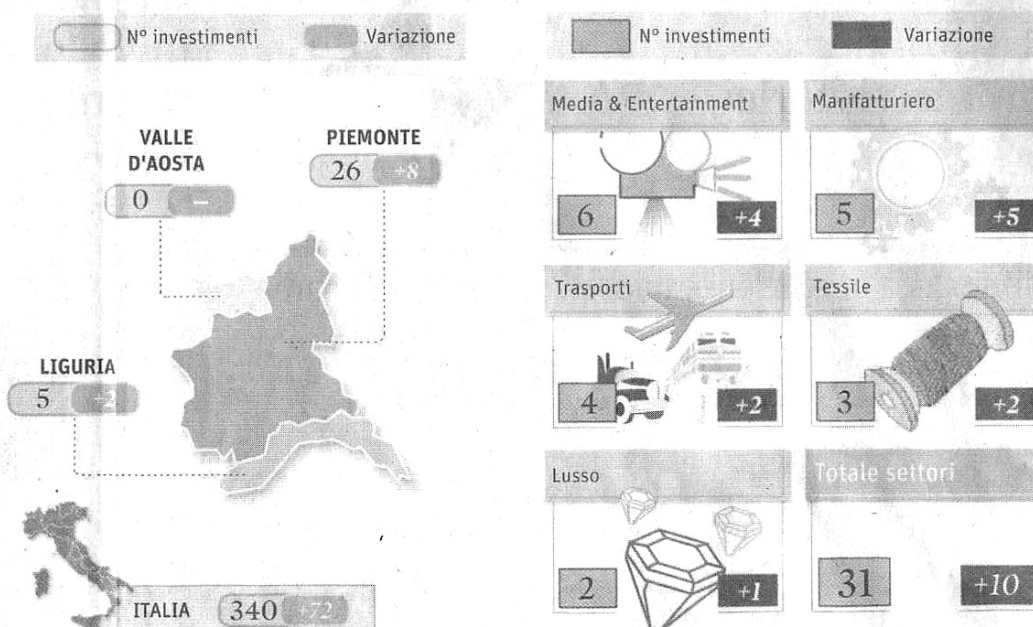 N° investimenti Variazione
VALLE
D'AOSTA
0 –
PIEMONTE
26 +8
LIGURIA
5 +2
ITALIA 340 +72
N° investimenti Variazione
Media & Entertainment
6 +4
Manifatturiero
5 +5
Trasporti
4 +2
Tessile
3 +2
Lusso
2 +1
Totale settori
31 +10